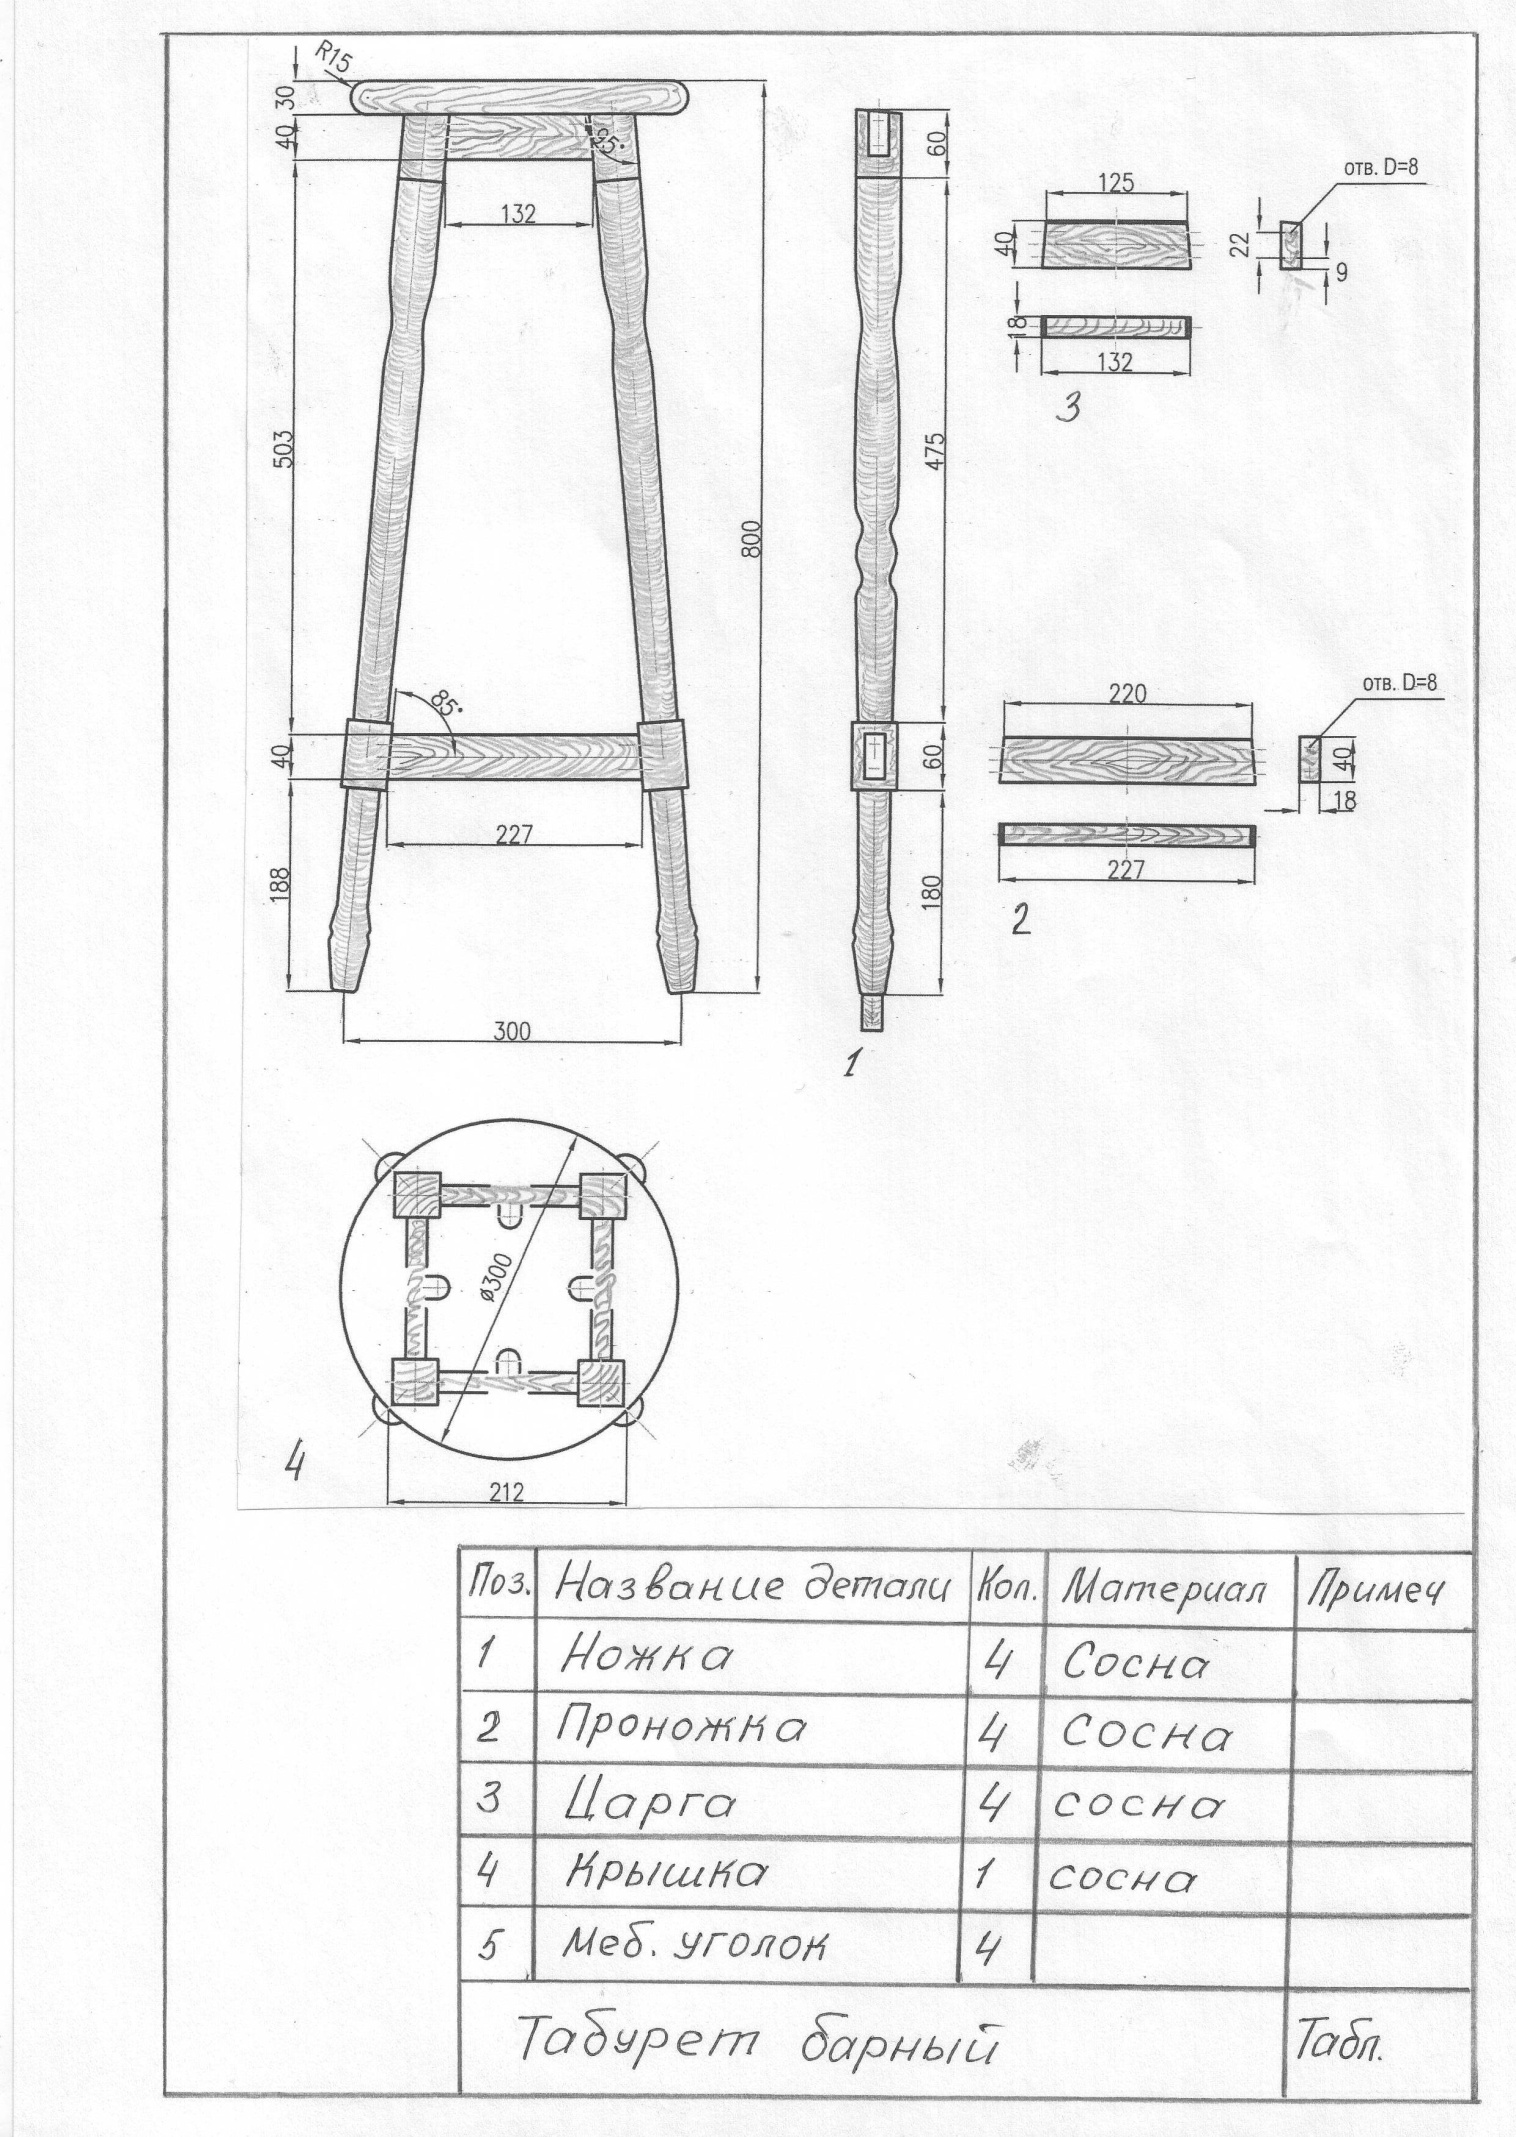 R15
30
40
95°
132
503
800
85°
40
227
188
300
60
475
60
180
1
125
40
отв. D=8
22
9
18
132
3
220
отв. D=8
40
18
227
2
ø300
212
4
Поз. Название детали Кол. Материал Примеч
1 Ножка 4 Сосна
2 Проножка 4 Сосна
3 Царга 4 сосна
4 Крышка 1 сосна
5 Меб. уголок 4
Табурет барный Табл.